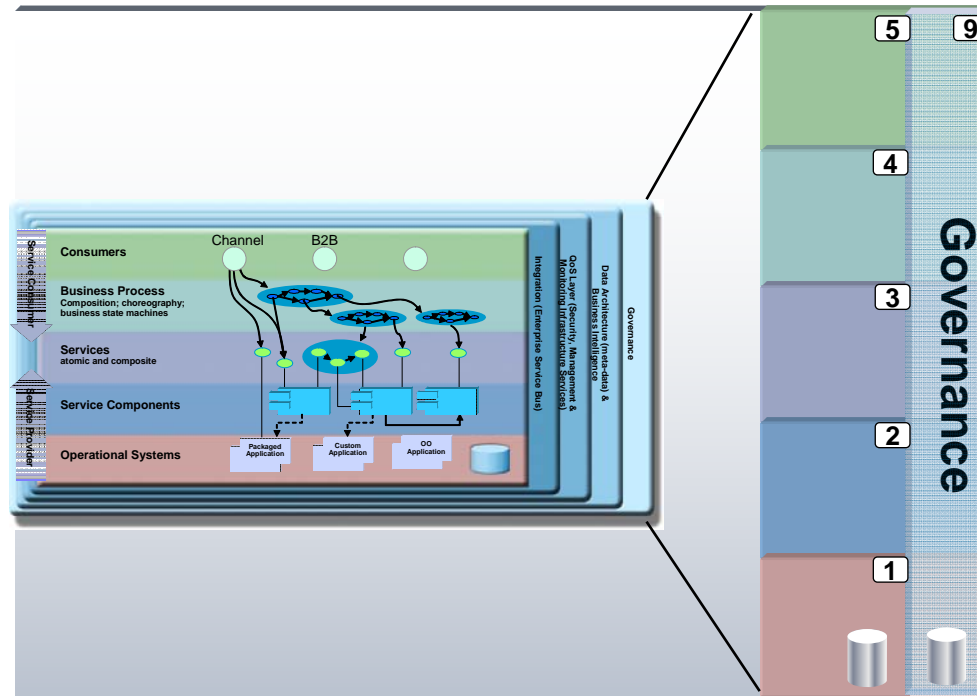 5
9
4
3
2
1
Governance
Channel
B2B
Consumers
Business Process
Composition; choreography;
business state machines
Services
atomic and composite
Service Components
Operational Systems
Packaged
Application
Custom
Application
OO
Application
Service Consumer
Service Provider
Integration (Enterprise Service Bus)
QoS Layer (Security, Management &
Monitoring Infrastructure Services)
Data Architecture (meta-data) &
Business Intelligence
Governance